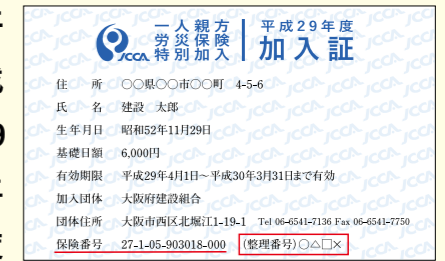 一人親方
労災保険
特別加入
平成29年度
加入証
JCCA
住所 ○○県○○市○○町 4-5-6
氏名 建設 太郎
生年月日 昭和52年11月29日
基礎日額 6,000円
有効期限 平成29年4月1日～平成30年3月31日まで有効
加入団体 大阪府建設組合
団体住所 大阪市西区北堀江1-19-1 Tel 06-6541-7136 Fax 06-6541-7750
保険番号 27-1-05-903018-000 (整理番号)○△□×